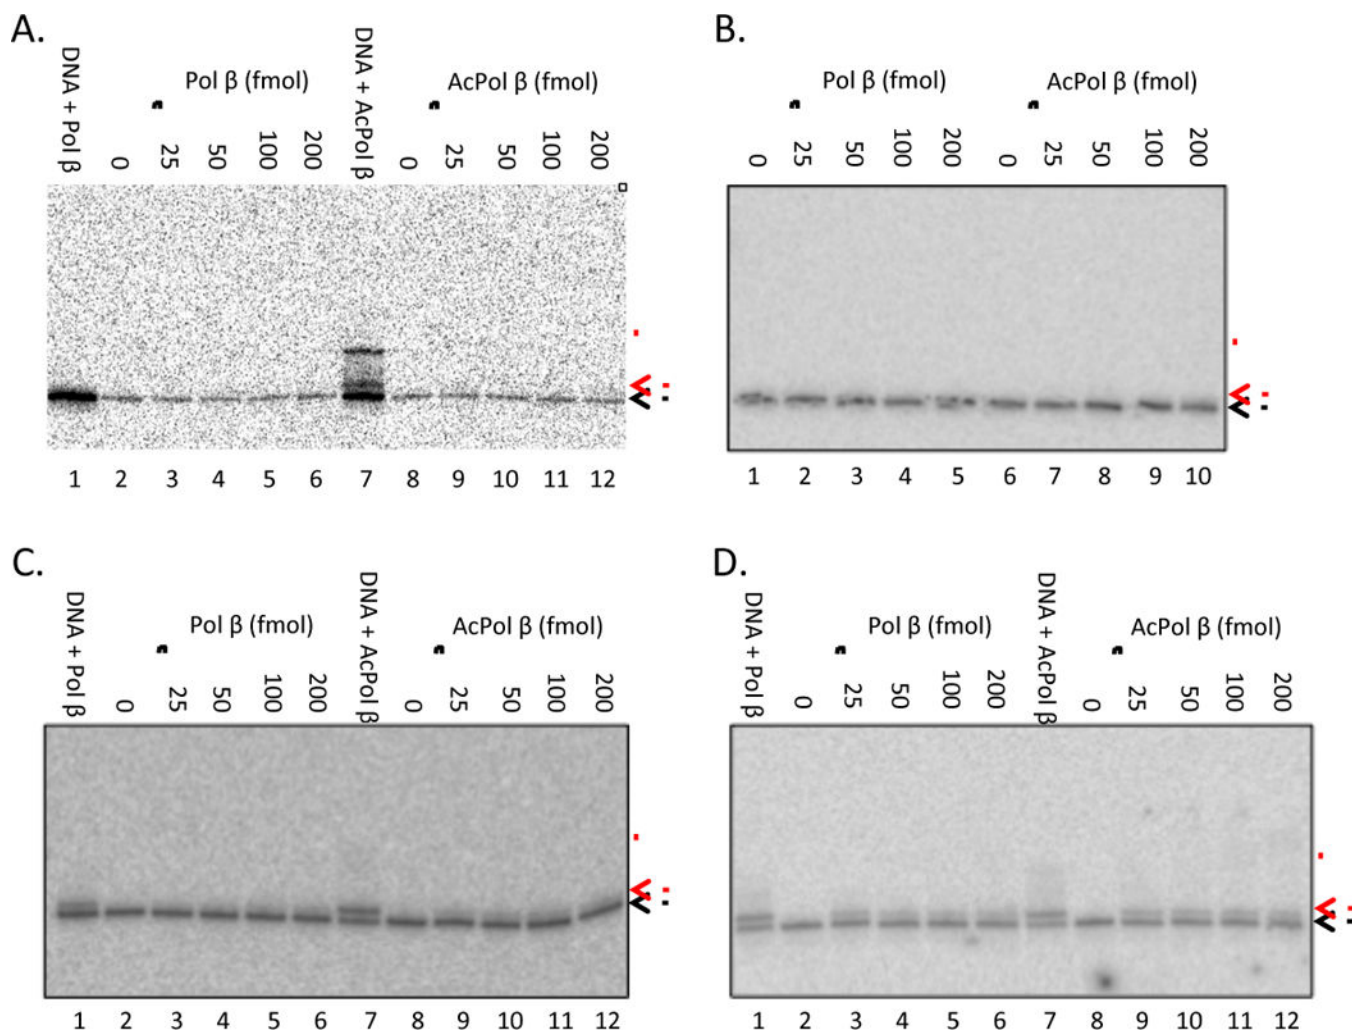 A.
DNA + Pol β
Pol β (fmol)
0 25 50 100 200
DNA + AcPol β
AcPol β (fmol)
0 25 50 100 200
1 2 3 4 5 6 7 8 9 10 11 12
B.
Pol β (fmol)
0 25 50 100 200
AcPol β (fmol)
0 25 50 100 200
1 2 3 4 5 6 7 8 9 10
C.
DNA + Pol β
Pol β (fmol)
0 25 50 100 200
DNA + AcPol β
AcPol β (fmol)
0 25 50 100 200
1 2 3 4 5 6 7 8 9 10 11 12
D.
DNA + Pol β
Pol β (fmol)
0 25 50 100 200
DNA + AcPol β
AcPol β (fmol)
0 25 50 100 200
1 2 3 4 5 6 7 8 9 10 11 12